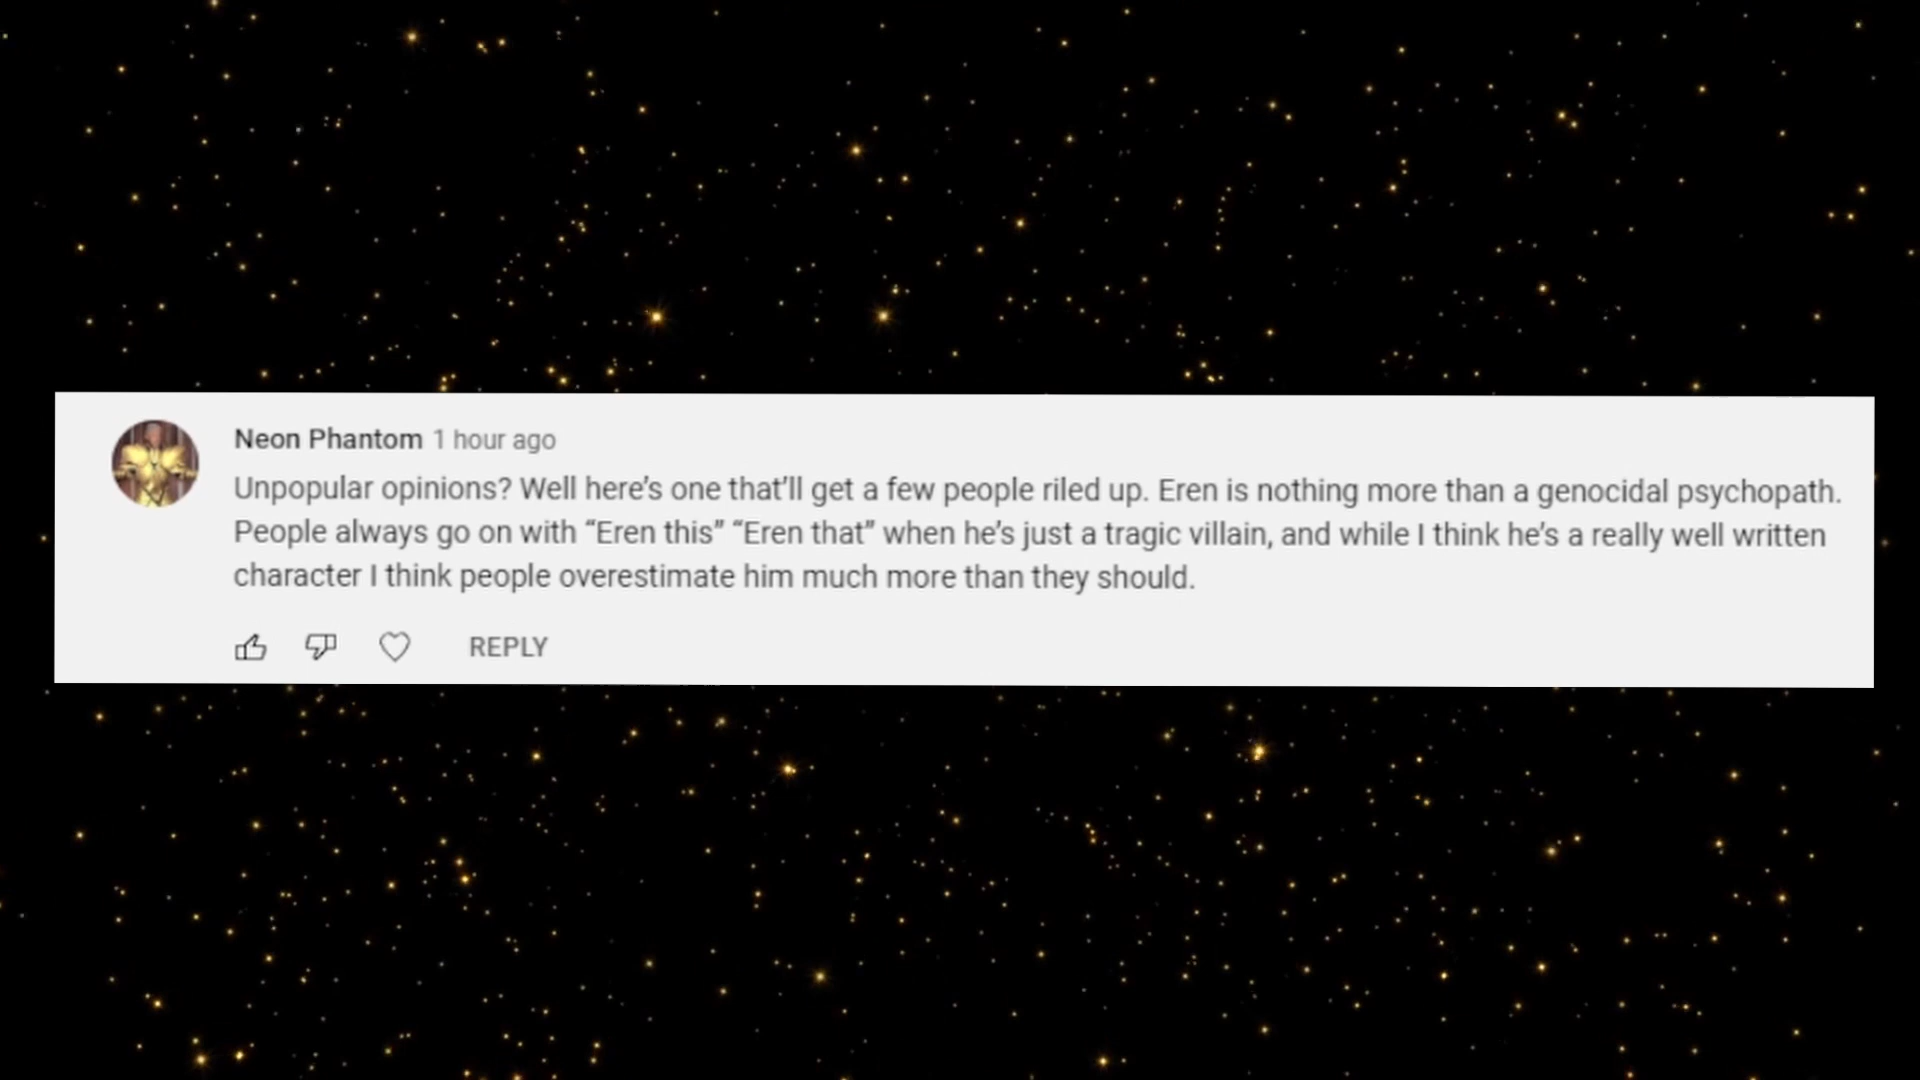 Neon Phantom 1 hour ago
Unpopular opinions? Well here’s one that’ll get a few people riled up. Eren is nothing more than a genocidal psychopath.
People always go on with “Eren this” “Eren that” when he’s just a tragic villain, and while I think he’s a really well written
character I think people overestimate him much more than they should.
REPLY